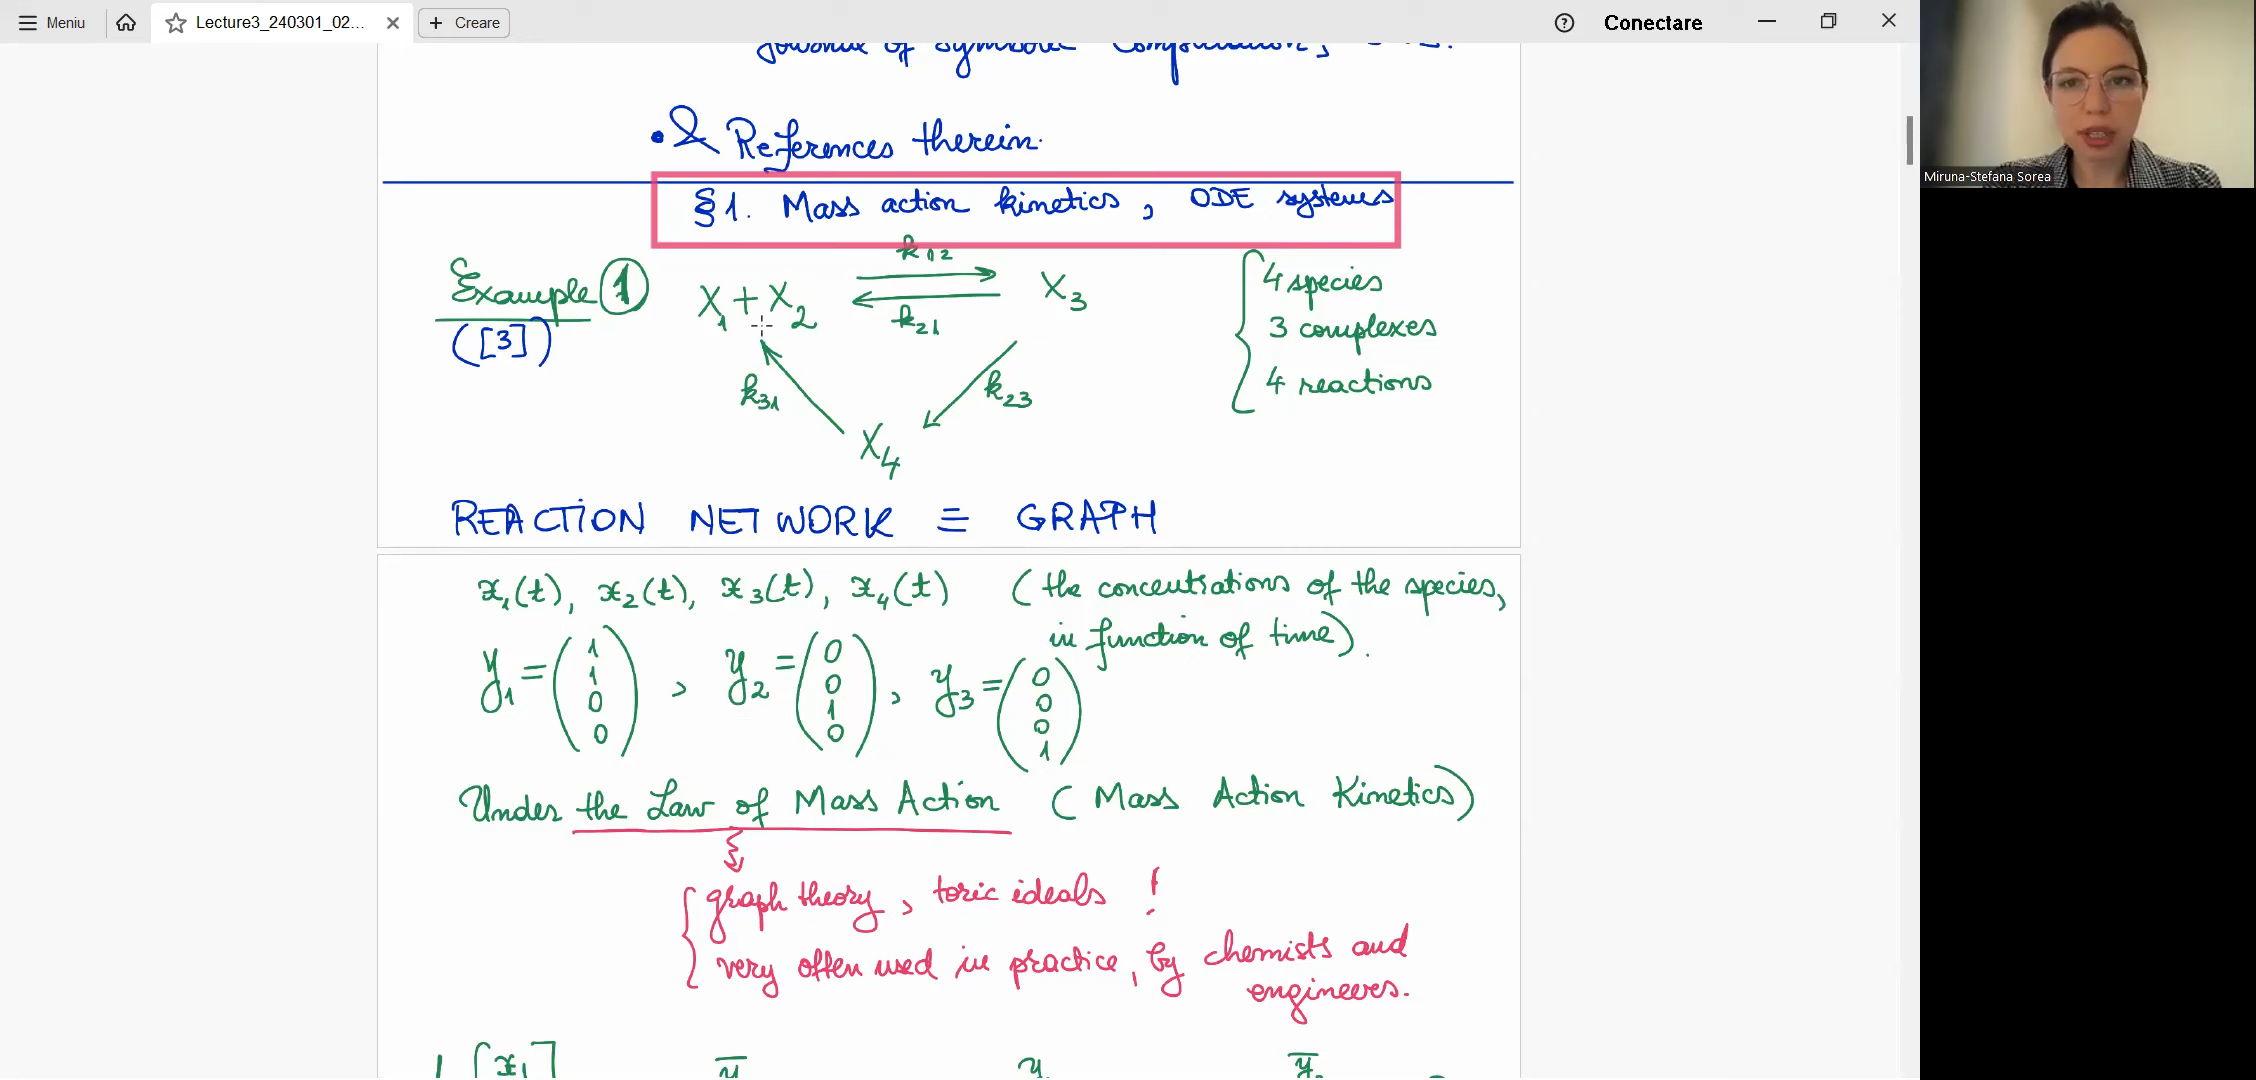 Meniu
Lecture3_240301_02...
Creare
Conectare
Miruna-Stefana Sorea
Journal of Symbolic Computation,
• & References therein.
§1. Mass action kinetics, ODE systems
Example 1
([3])
X₁ + X₂
k₁₂
k₂₁
X₃
k₃₁
k₂₃
X₄
4 species
3 complexes
4 reactions
REACTION NETWORK ≡ GRAPH
x₁(t), x₂(t), x₃(t), x₄(t) (the concentrations of the species,
in function of time).
y₁ = (1 1 0 0), y₂ = (0 0 1 0), y₃ = (0 0 0 1)
Under the Law of Mass Action (Mass Action Kinetics)
graph theory, toric ideals !
very often used in practice, by chemists and
engineers.